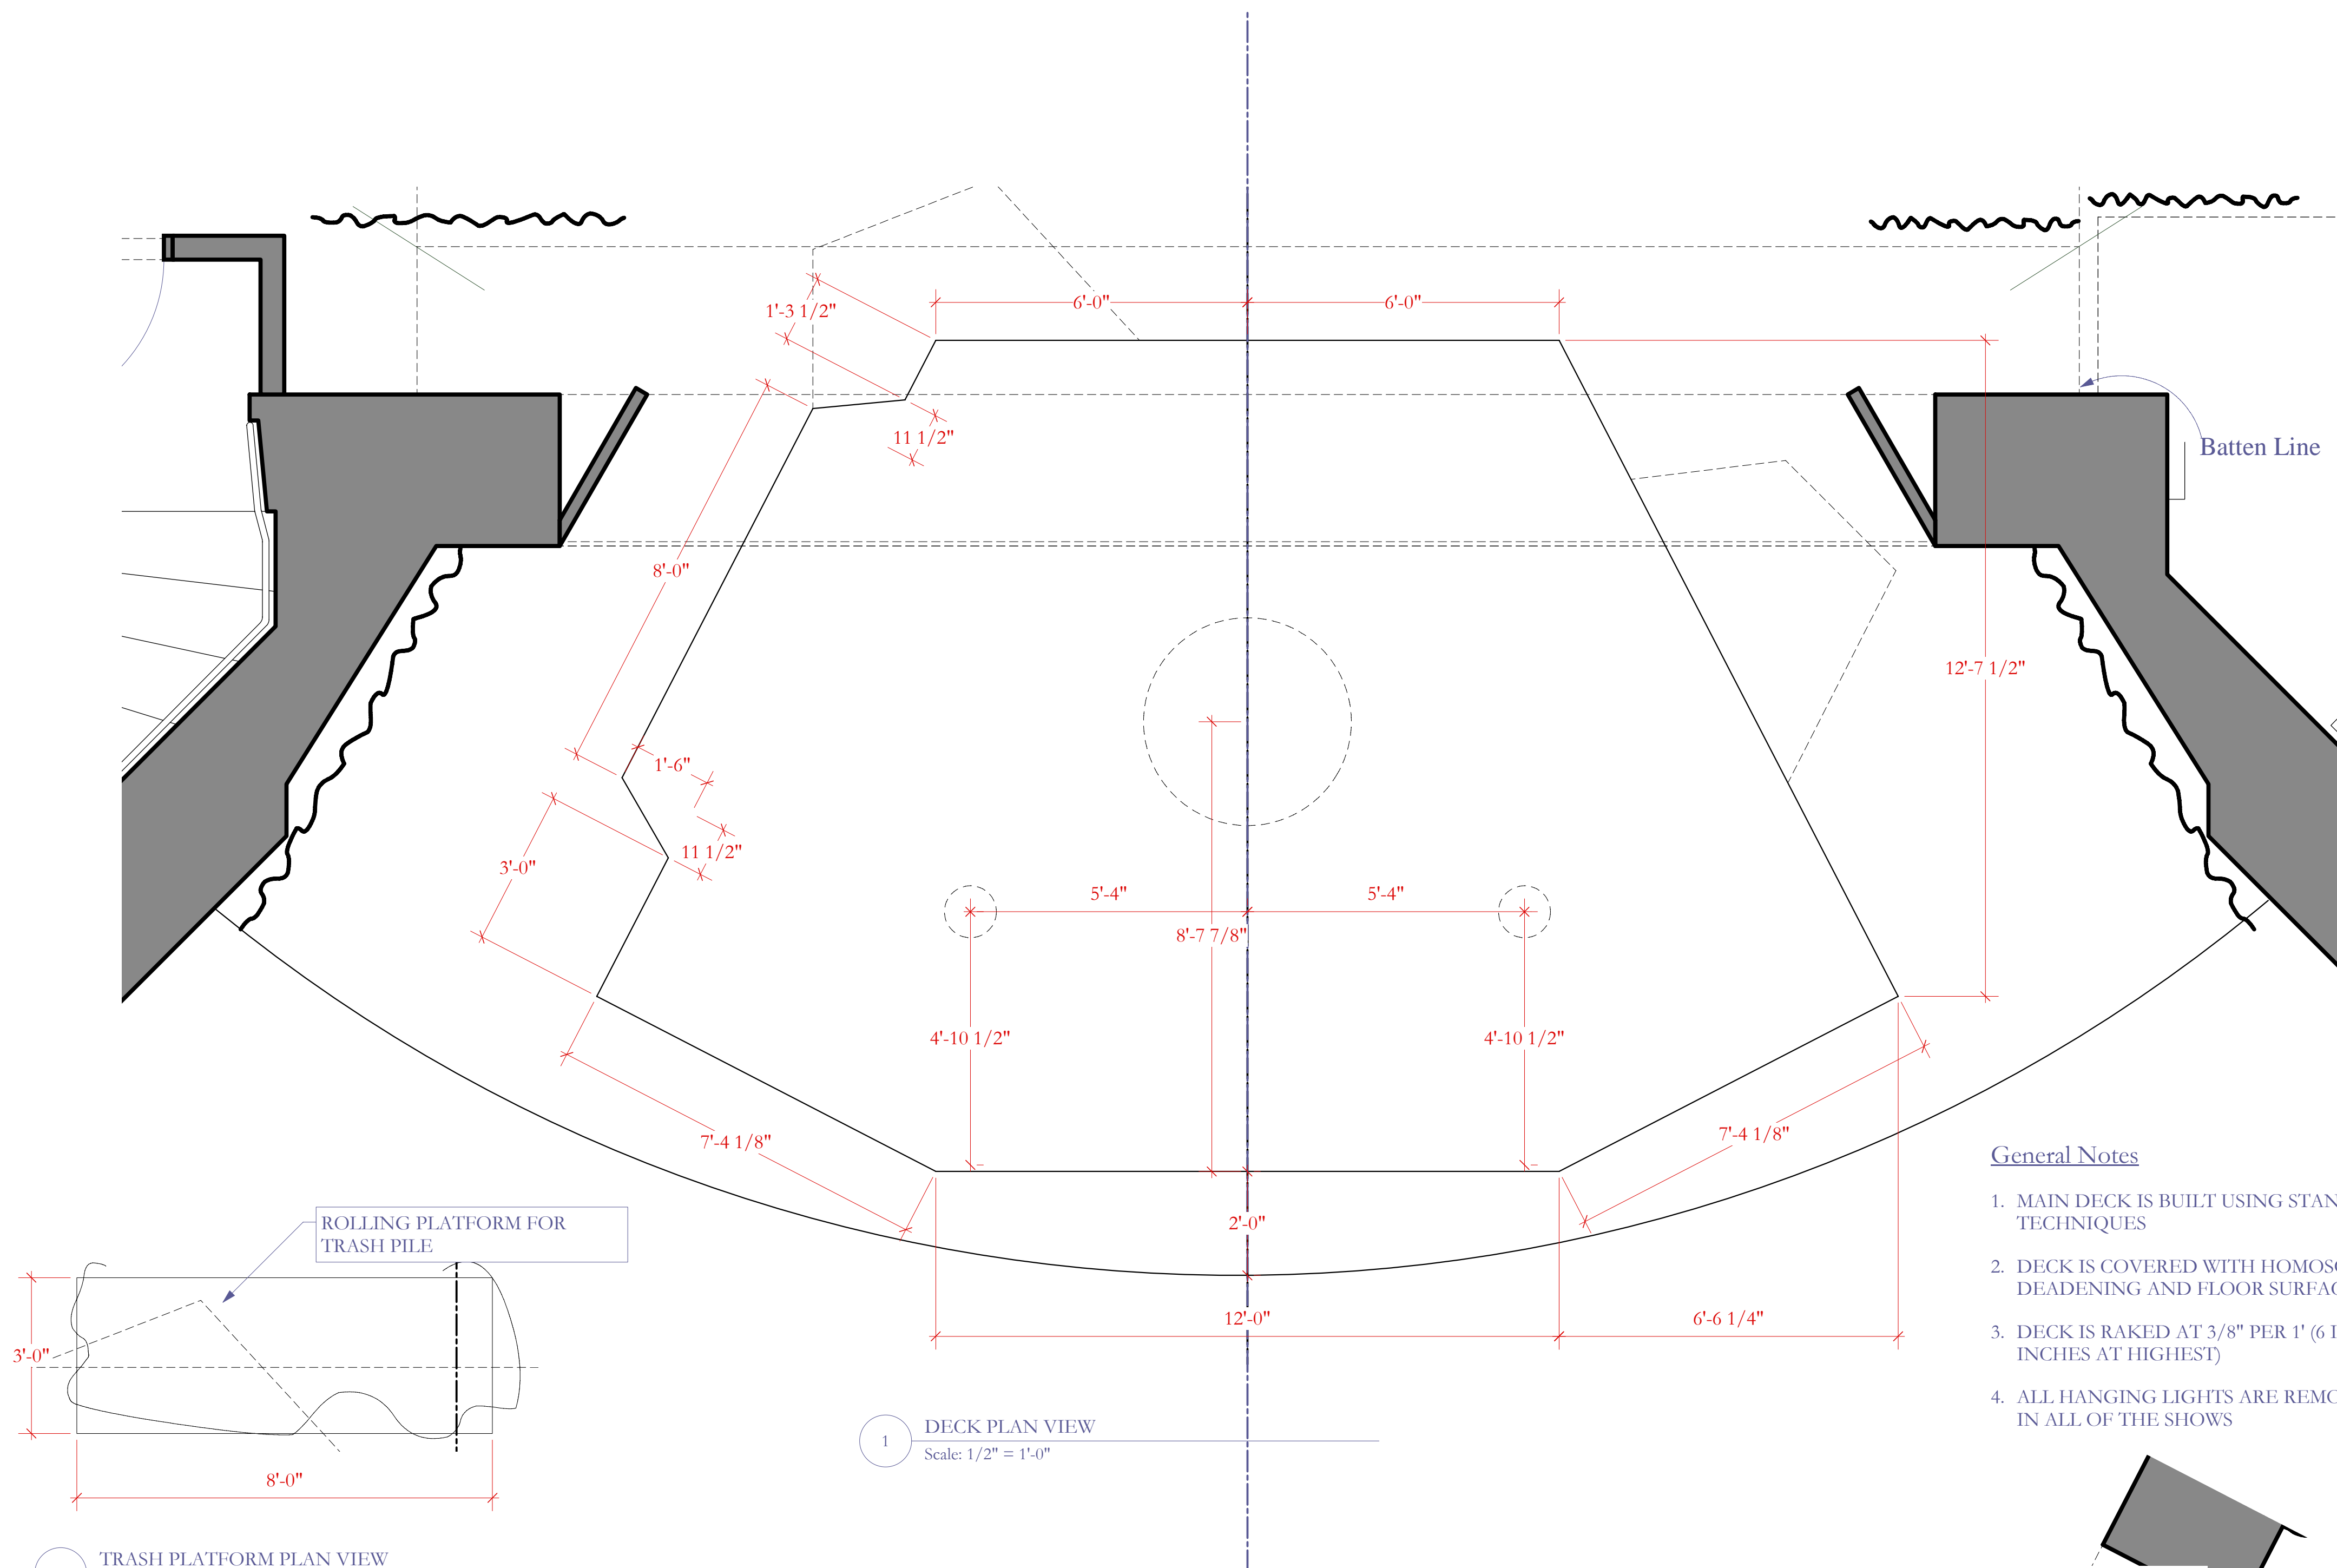 6'-0"
6'-0"
1'-3 1/2"
11 1/2"
Batten Line
8'-0"
12'-7 1/2"
1'-6"
11 1/2"
3'-0"
5'-4"
5'-4"
8'-7 7/8"
4'-10 1/2"
4'-10 1/2"
7'-4 1/8"
7'-4 1/8"
2'-0"
12'-0"
6'-6 1/4"
General Notes
1. MAIN DECK IS BUILT USING
TECHNIQUES
2. DECK IS COVERED WITH
DEADENING AND FLOOR
3. DECK IS RAKED AT 3/8" PER 1' (6
INCHES AT HIGHEST)
4. ALL HANGING LIGHTS ARE
IN ALL OF THE SHOWS
ROLLING PLATFORM FOR
TRASH PILE
3'-0"
8'-0"
1
DECK PLAN VIEW
Scale: 1/2" = 1'-0"
TRASH PLATFORM PLAN VIEW